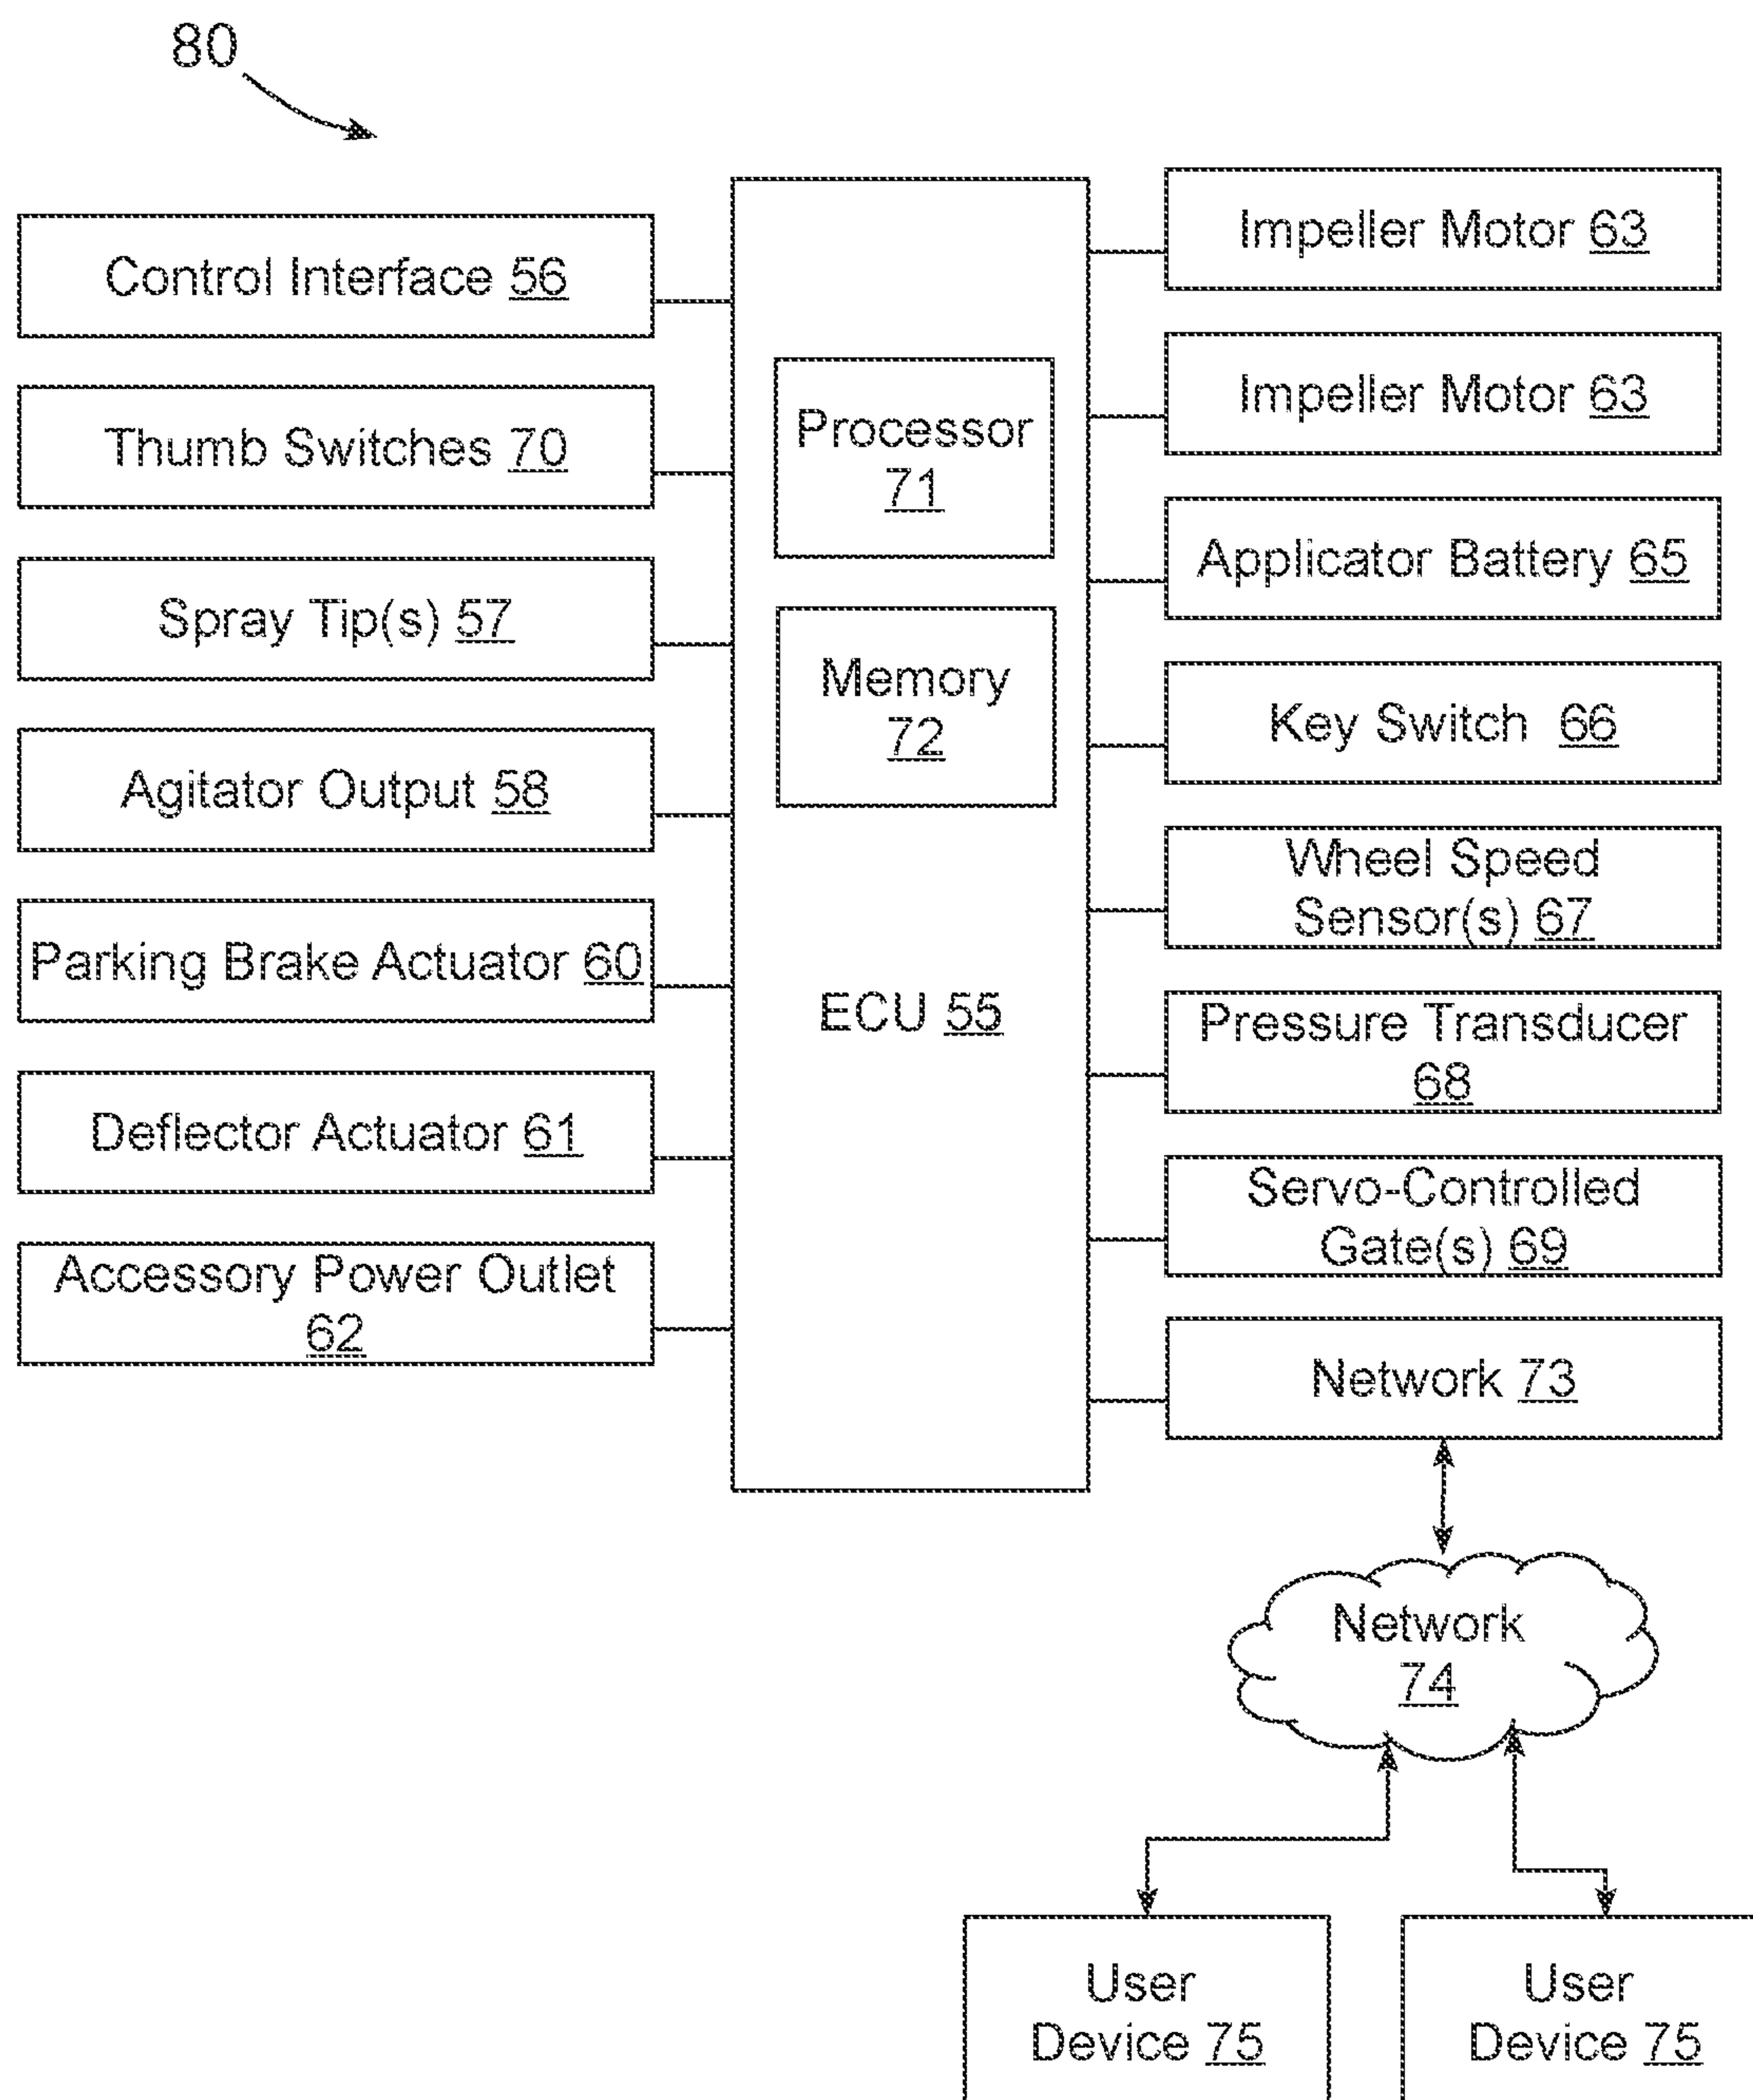 80
Control Interface 56
Thumb Switches 70
Spray Tip(s) 57
Agitator Output 58
Parking Brake Actuator 60
Deflector Actuator 61
Accessory Power Outlet
62
Processor
71
Memory
72
ECU 55
Impeller Motor 63
Impeller Motor 63
Applicator Battery 65
Key Switch 66
Wheel Speed
Sensor(s) 67
Pressure Transducer
68
Servo-Controlled
Gate(s) 69
Network 73
Network
74
User
Device 75
User
Device 75